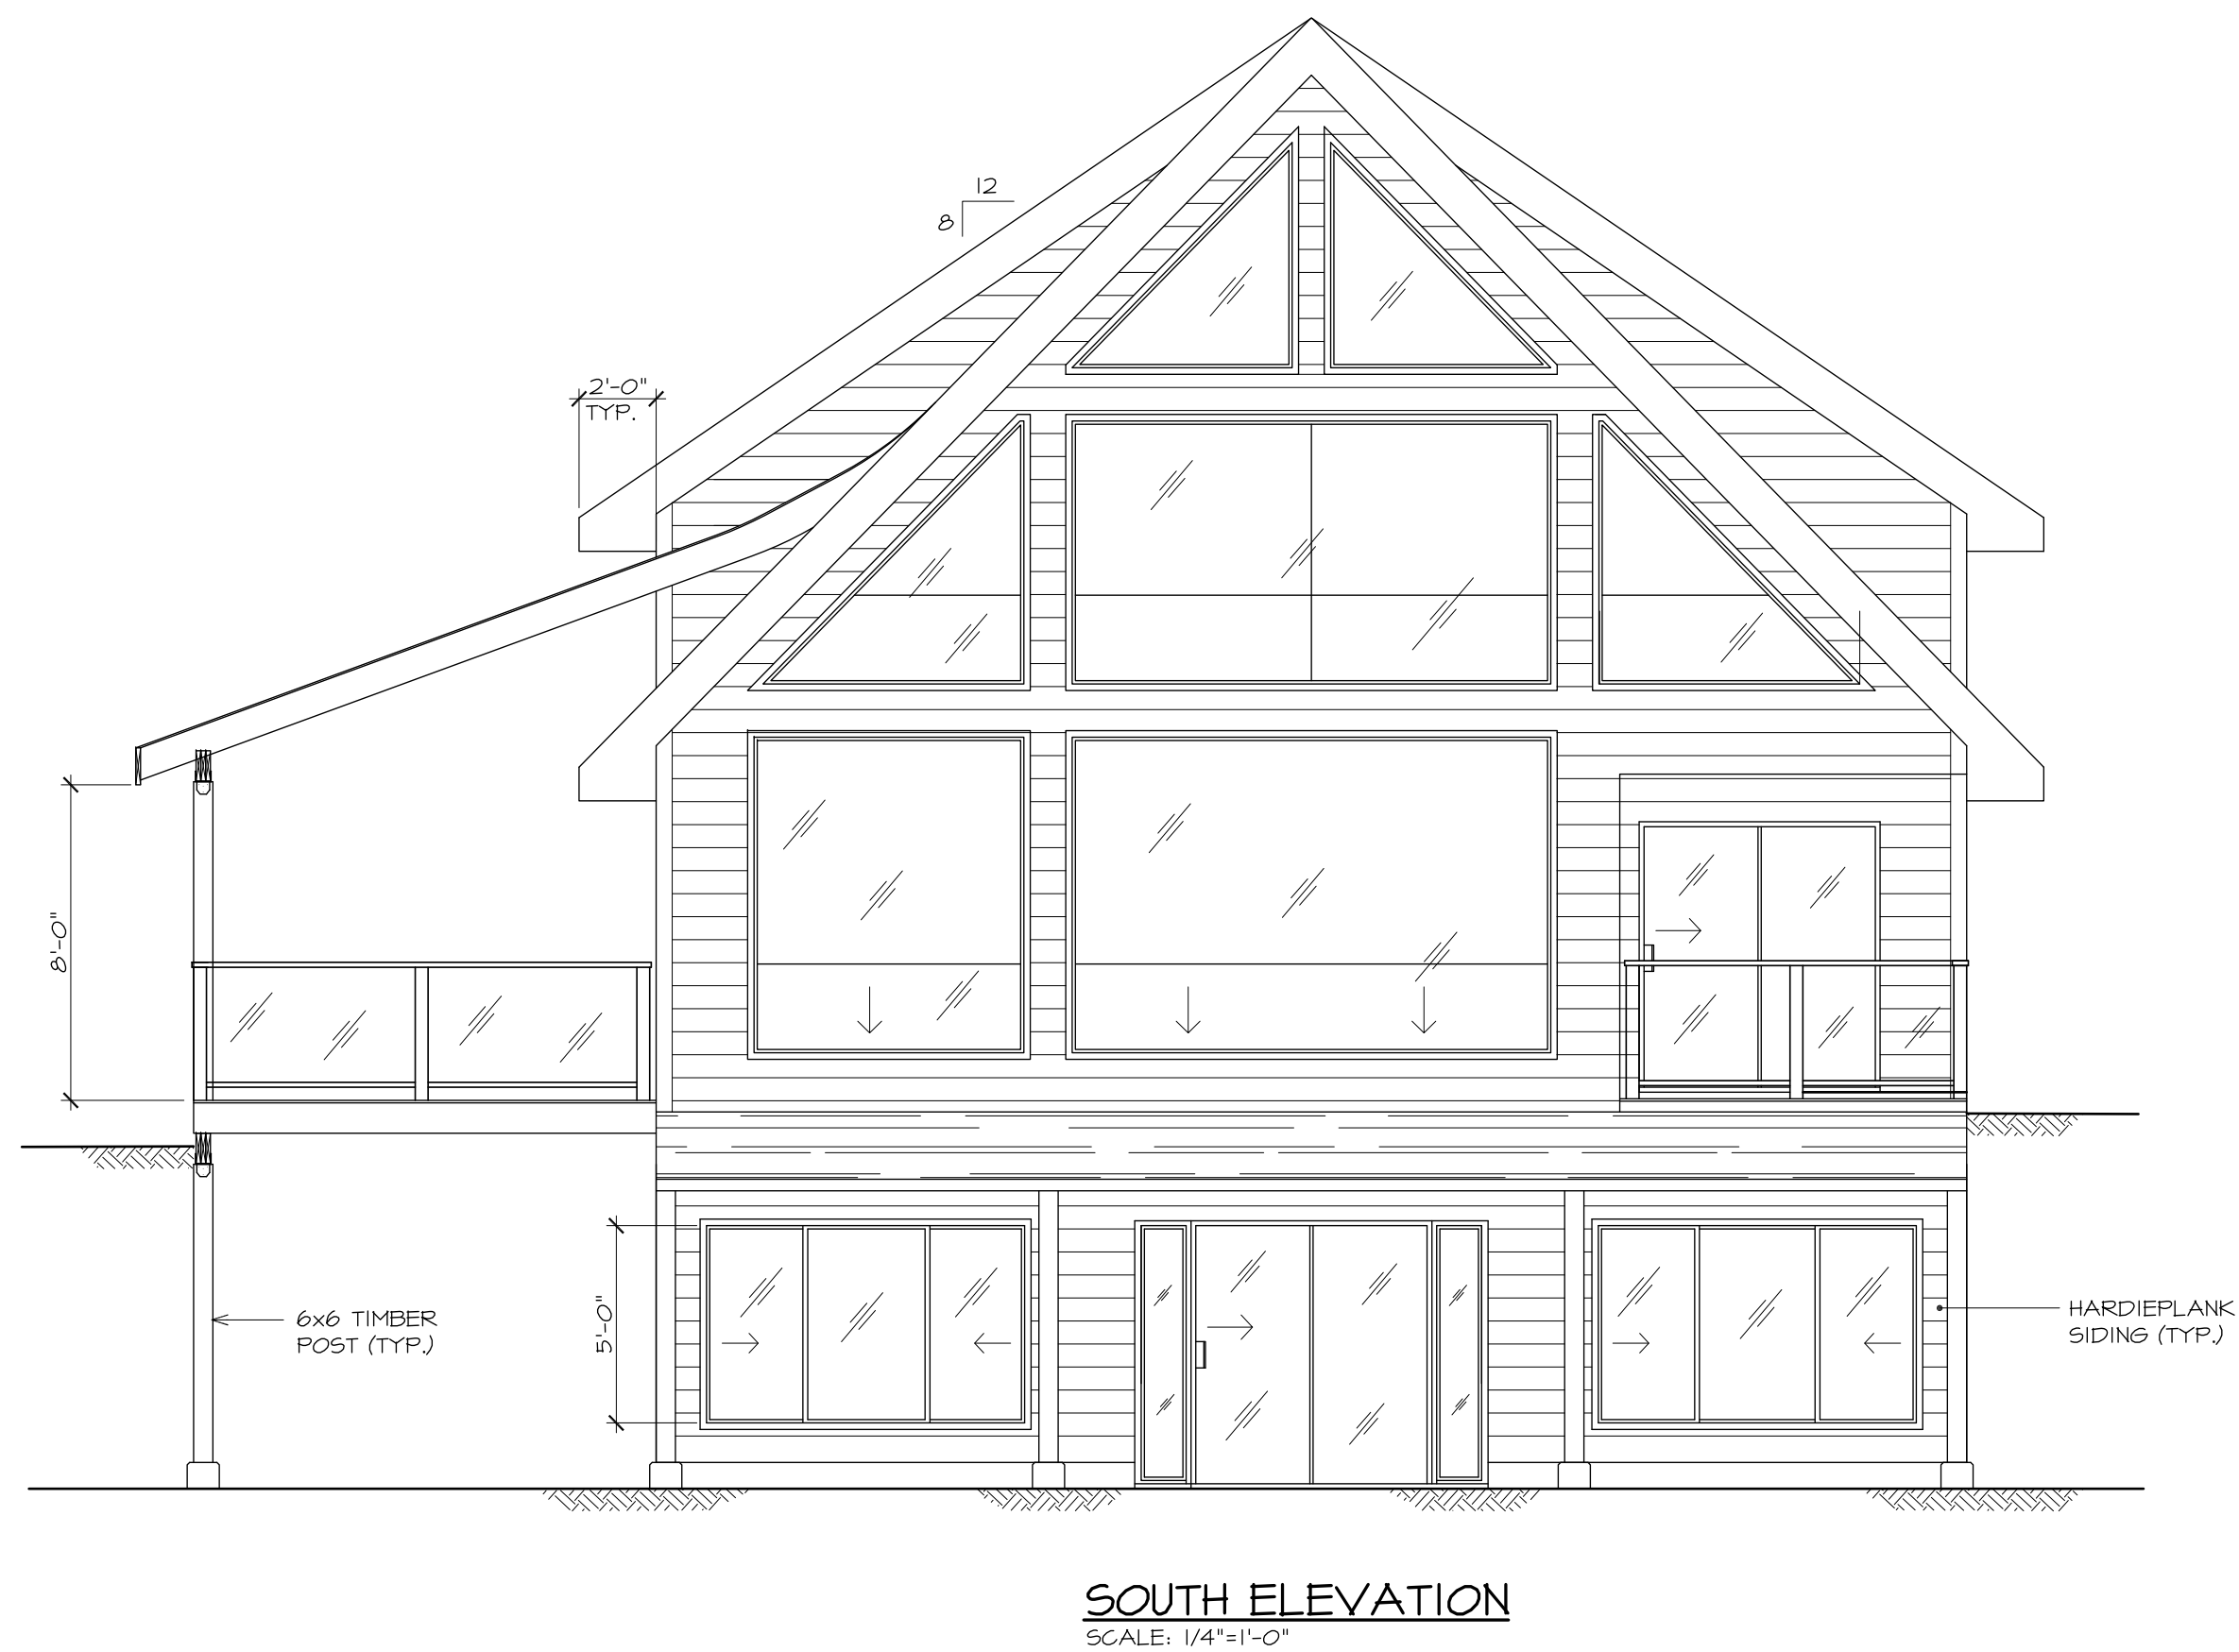 12
8
2'-0"
TYP.
8'-0"
5'-0"
6x6 TIMBER
POST (TYP.)
HARDIEPLANK
SIDING (TYP.)
SOUTH ELEVATION
SCALE: 1/4"=1'-0"